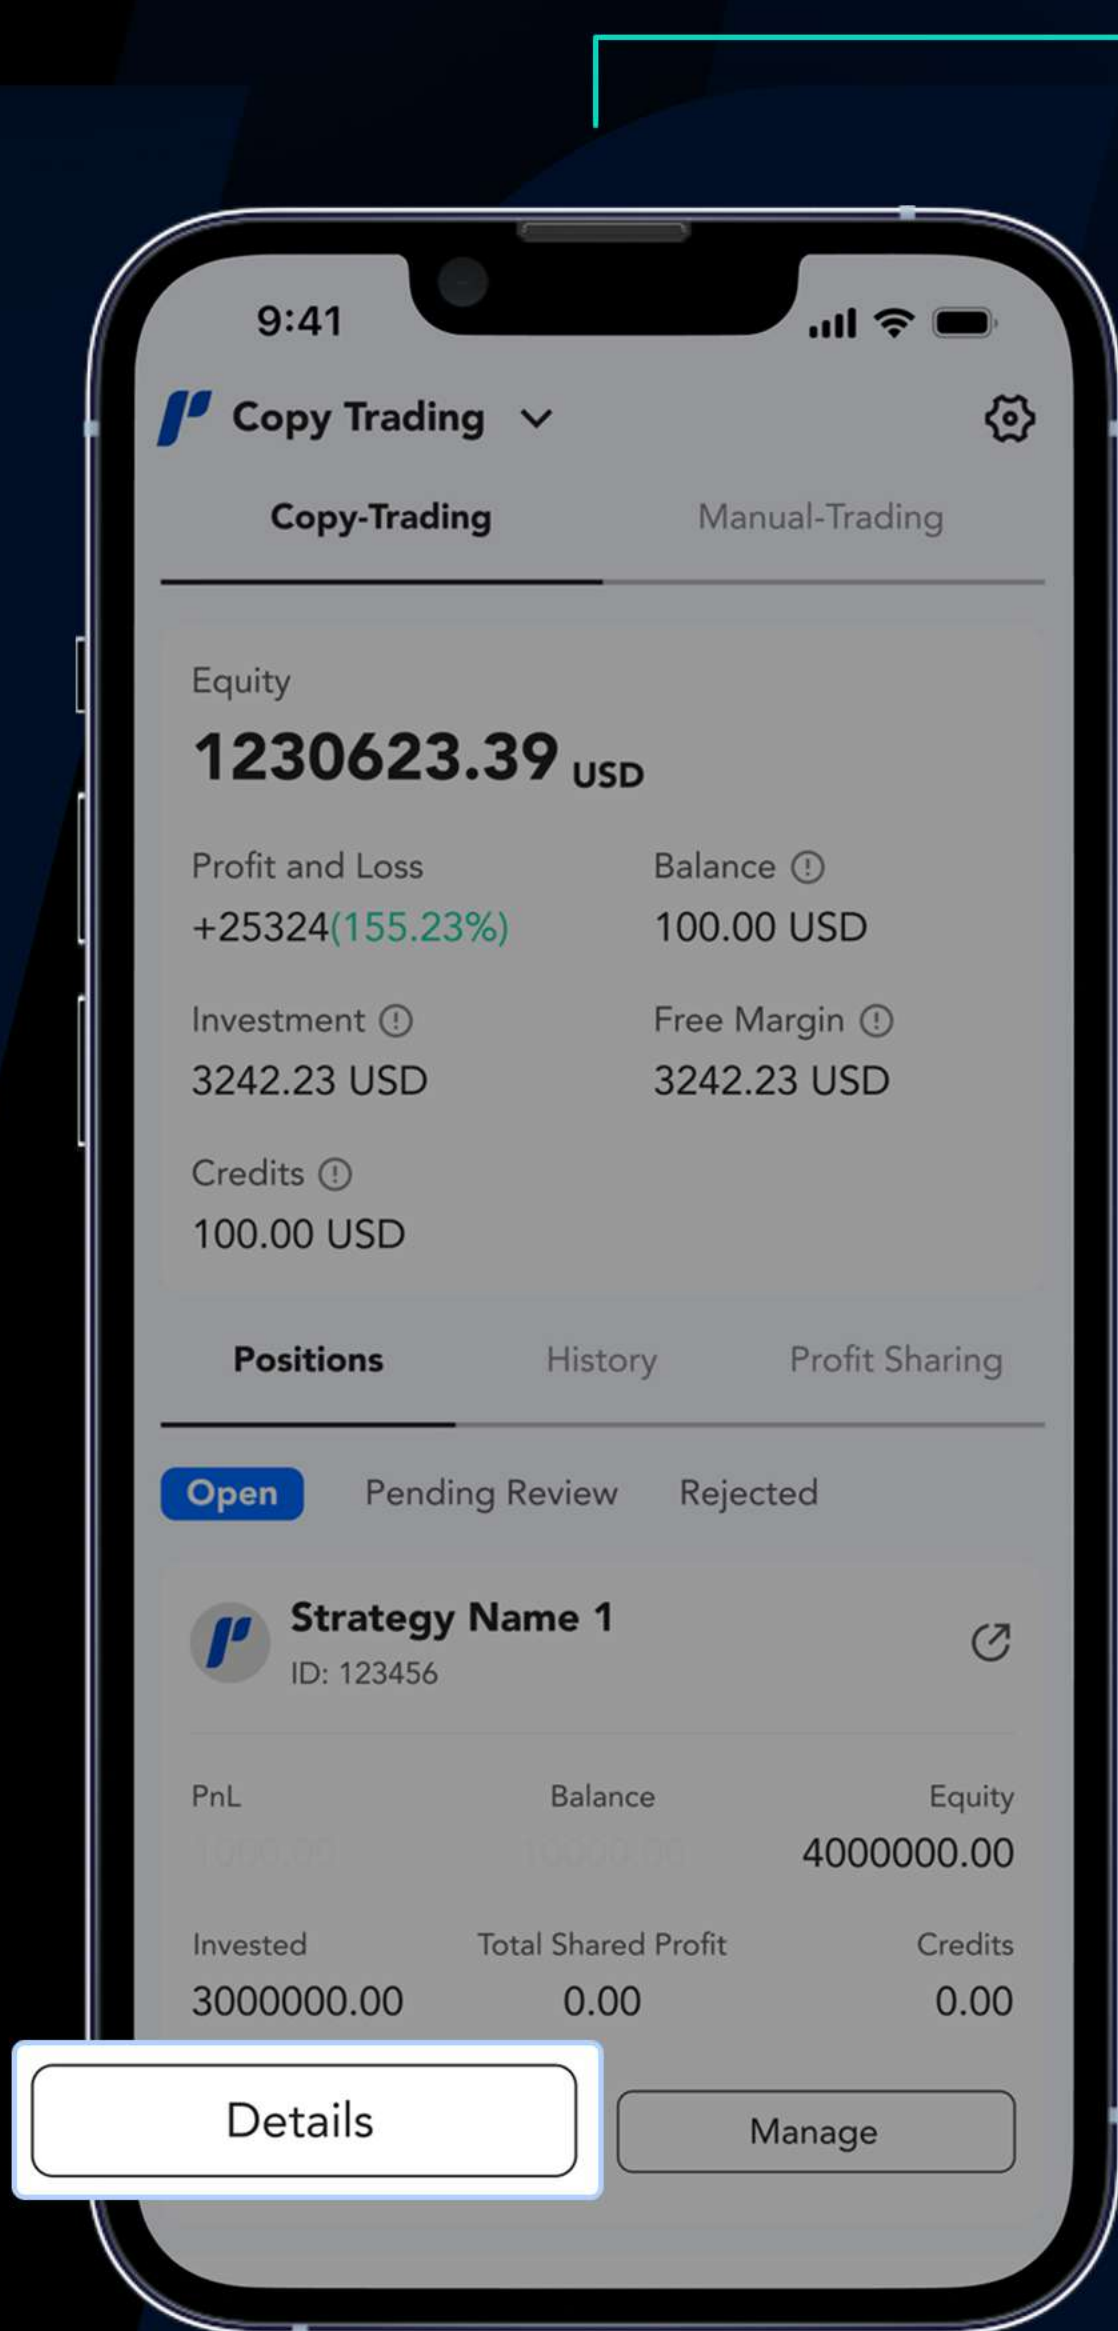 9:41
Copy Trading
Copy-Trading Manual-Trading
Equity
1230623.39 USD
Profit and Loss Balance
+25324(155.23%) 100.00 USD
Investment Free Margin
3242.23 USD 3242.23 USD
Credits
100.00 USD
Positions History Profit Sharing
Open Pending Review Rejected
Strategy Name 1
ID: 123456
PnL Balance Equity
4000000.00
Invested Total Shared Profit Credits
3000000.00 0.00 0.00
Details Manage